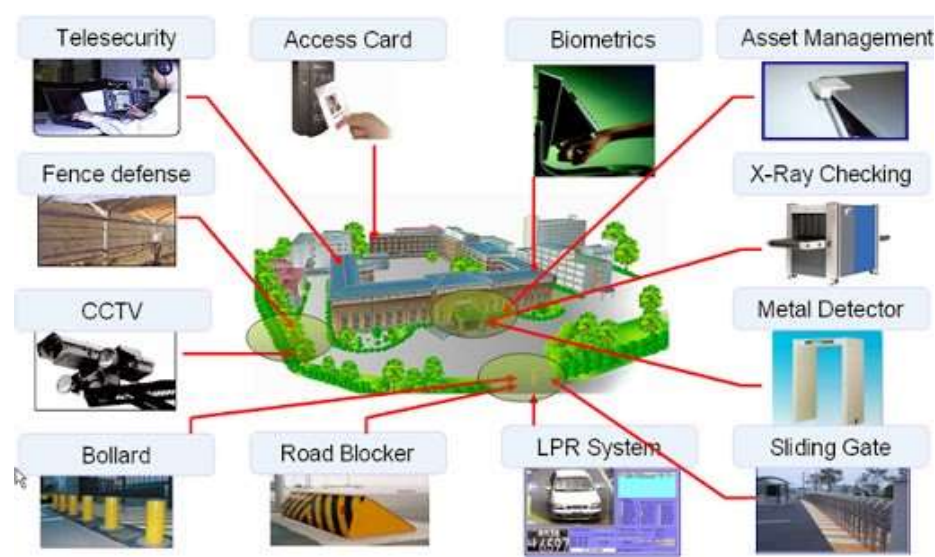 Telesecurity
Access Card
Biometrics
Asset Management
Fence defense
X-Ray Checking
CCTV
Metal Detector
Bollard
Road Blocker
LPR System
Sliding Gate